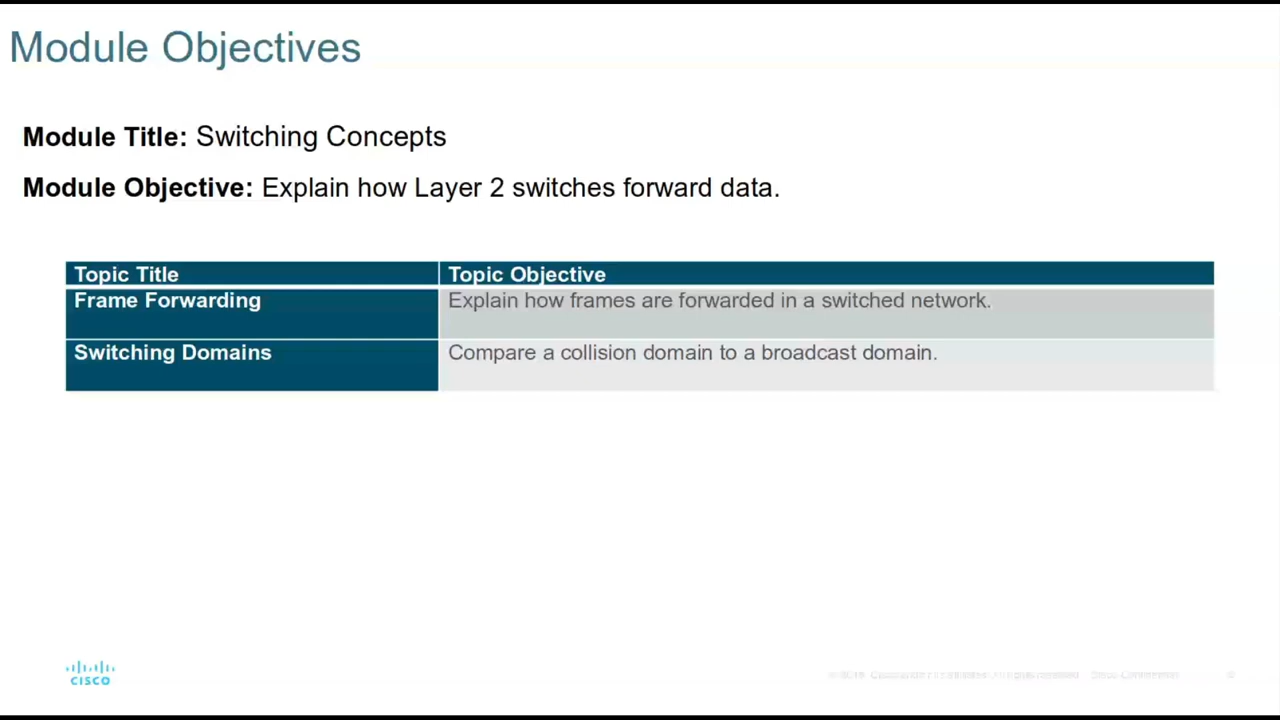 Module Objectives
Module Title: Switching Concepts
Module Objective: Explain how Layer 2 switches forward data.
Topic Title Topic Objective
Frame Forwarding Explain how frames are forwarded in a switched network.
Switching Domains Compare a collision domain to a broadcast domain.
CISCO